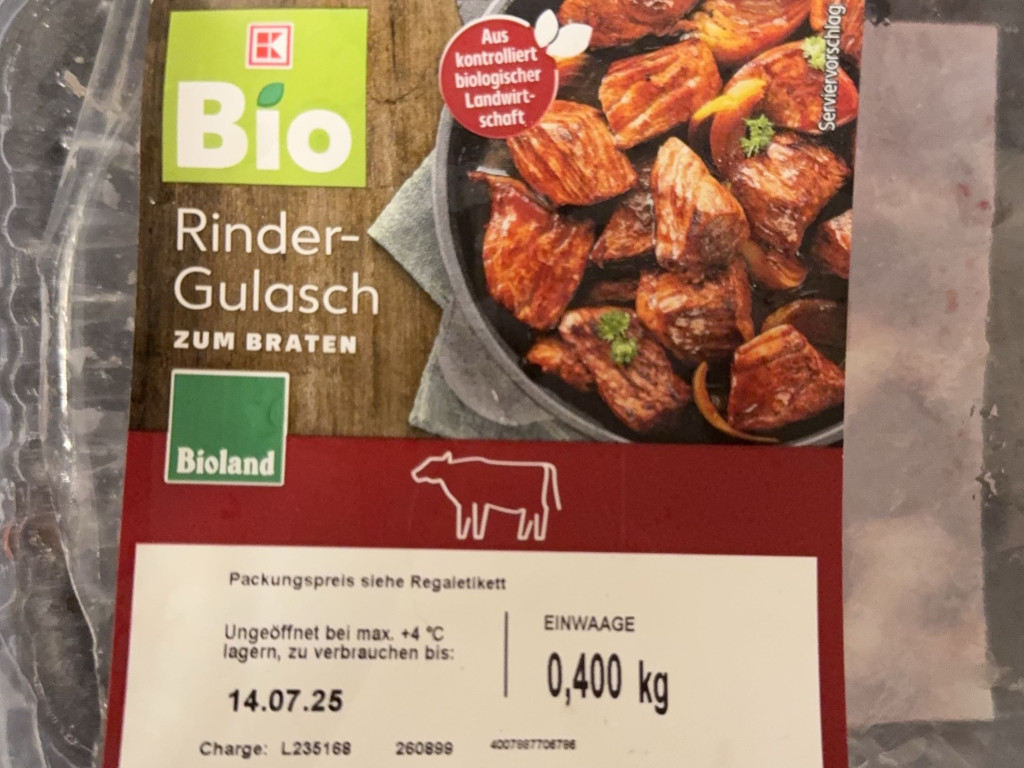 K
Bio
Aus
kontrolliert
biologischer
Landwirt-
schaft
Serviervorschlag
Rinder-
Gulasch
ZUM BRATEN
Bioland
Packungspreis siehe Regaletikett
Ungeöffnet bei max. +4 °C
lagern, zu verbrauchen bis:
14.07.25
EINWAAGE
0,400 kg
Charge: L235168 260899 4007887706786